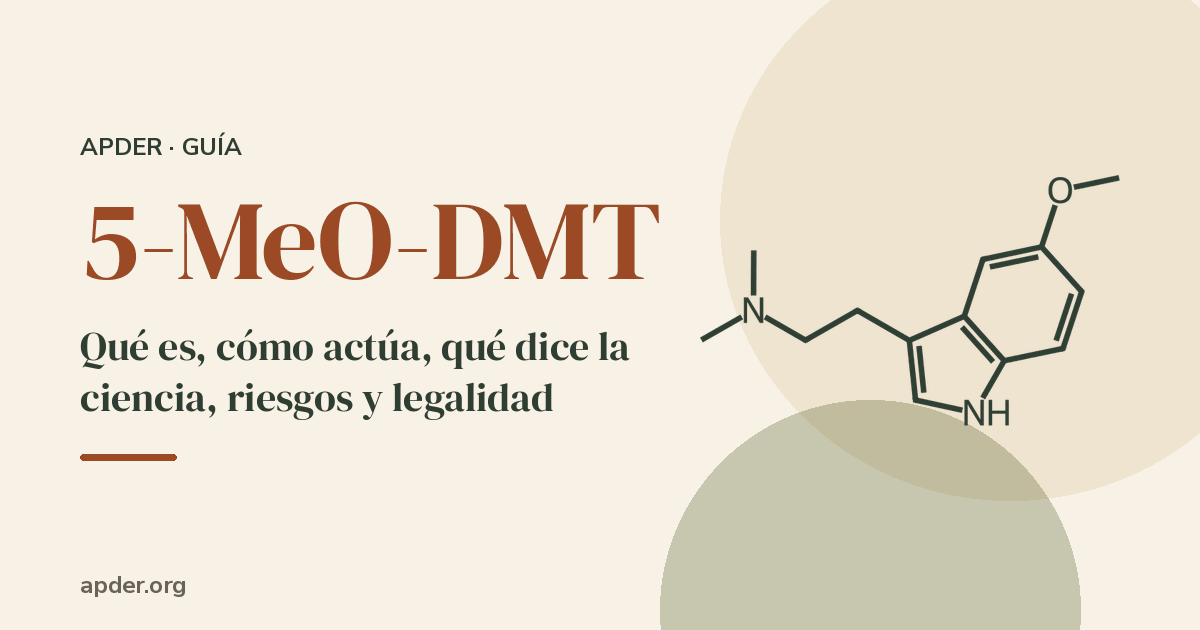 APDER · GUÍA
5-MeO-DMT
Qué es, cómo actúa, qué dice la
ciencia, riesgos y legalidad
apder.org
O
N
NH